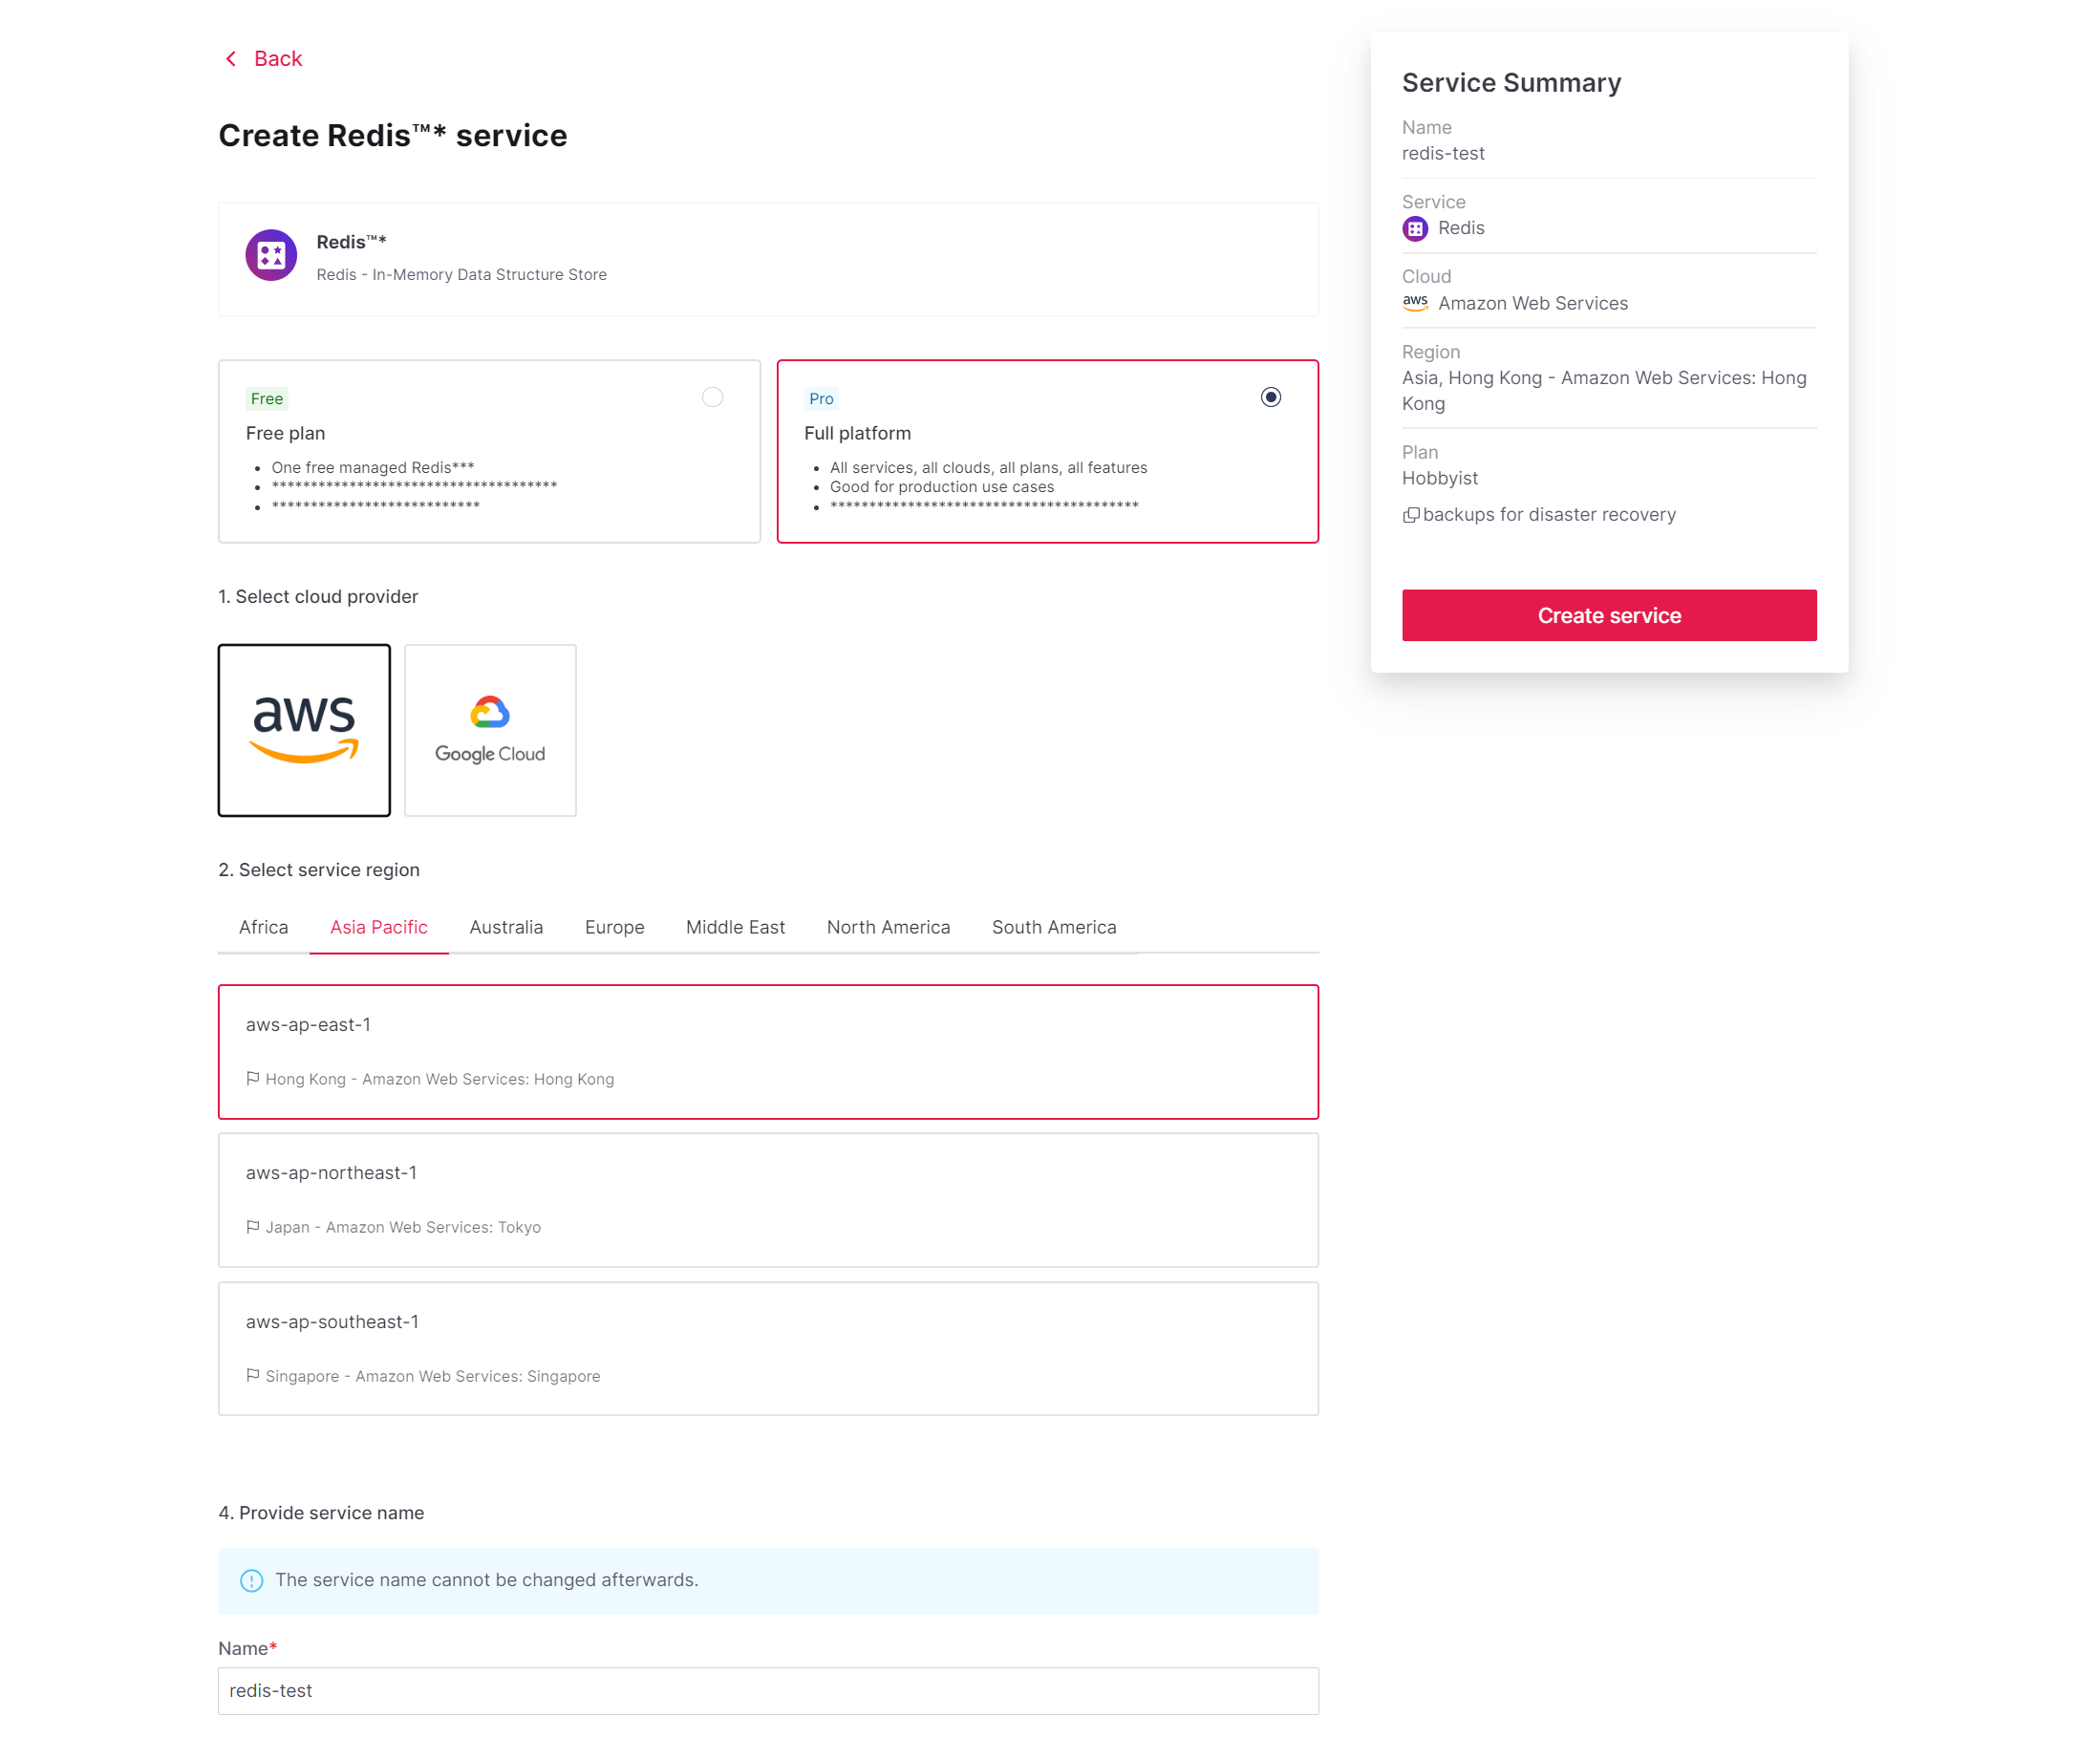 Back
Create Redis™* service
Redis™*
Redis - In-Memory Data Structure Store
Free
Free plan
One free managed Redis***
*************************************
***************************
Pro
Full platform
All services, all clouds, all plans, all features
Good for production use cases
****************************************
1. Select cloud provider
aws
Google Cloud
2. Select service region
Africa Asia Pacific Australia Europe Middle East North America South America
aws-ap-east-1
Hong Kong - Amazon Web Services: Hong Kong
aws-ap-northeast-1
Japan - Amazon Web Services: Tokyo
aws-ap-southeast-1
Singapore - Amazon Web Services: Singapore
4. Provide service name
The service name cannot be changed afterwards.
Name*
redis-test
Service Summary
Name
redis-test
Service
Redis
Cloud
aws Amazon Web Services
Region
Asia, Hong Kong - Amazon Web Services: Hong
Kong
Plan
Hobbyist
backups for disaster recovery
Create service